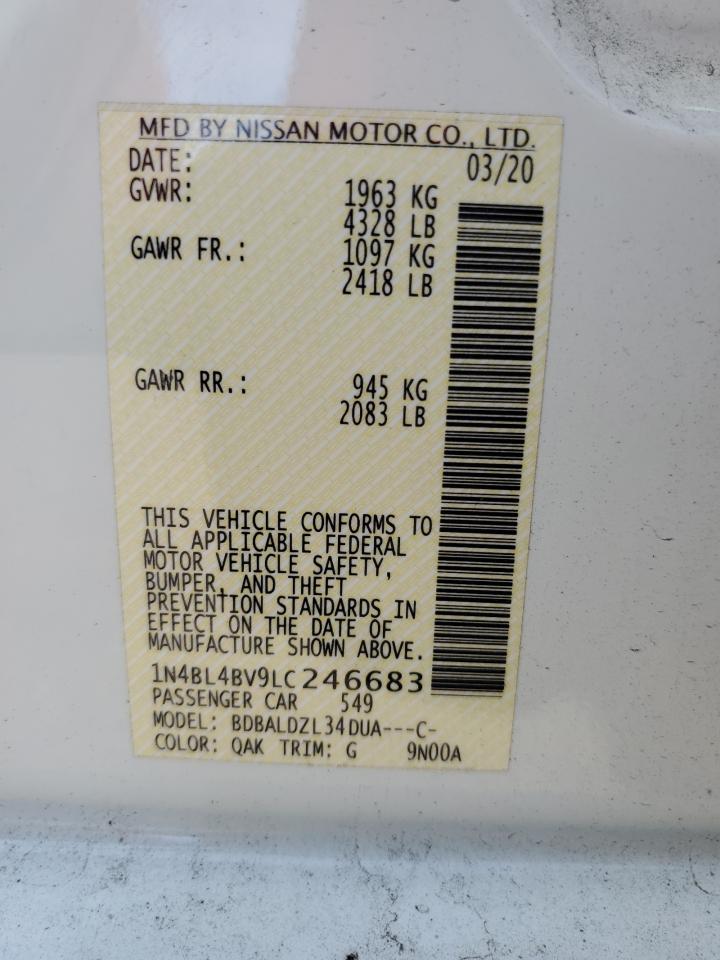 MFD BY NISSAN MOTOR CO., LTD.
DATE: 03/20
GVWR: 1963 KG
4328 LB
GAWR FR.: 1097 KG
2418 LB
GAWR RR.: 945 KG
2083 LB
THIS VEHICLE CONFORMS TO
ALL APPLICABLE FEDERAL
MOTOR VEHICLE SAFETY,
BUMPER, AND THEFT
PREVENTION STANDARDS IN
EFFECT ON THE DATE OF
MANUFACTURE SHOWN ABOVE.
1N4BL4BV9LC246683
PASSENGER CAR 549
MODEL: BDBALDZL34DUA---C-
COLOR: QAK TRIM: G 9N00A